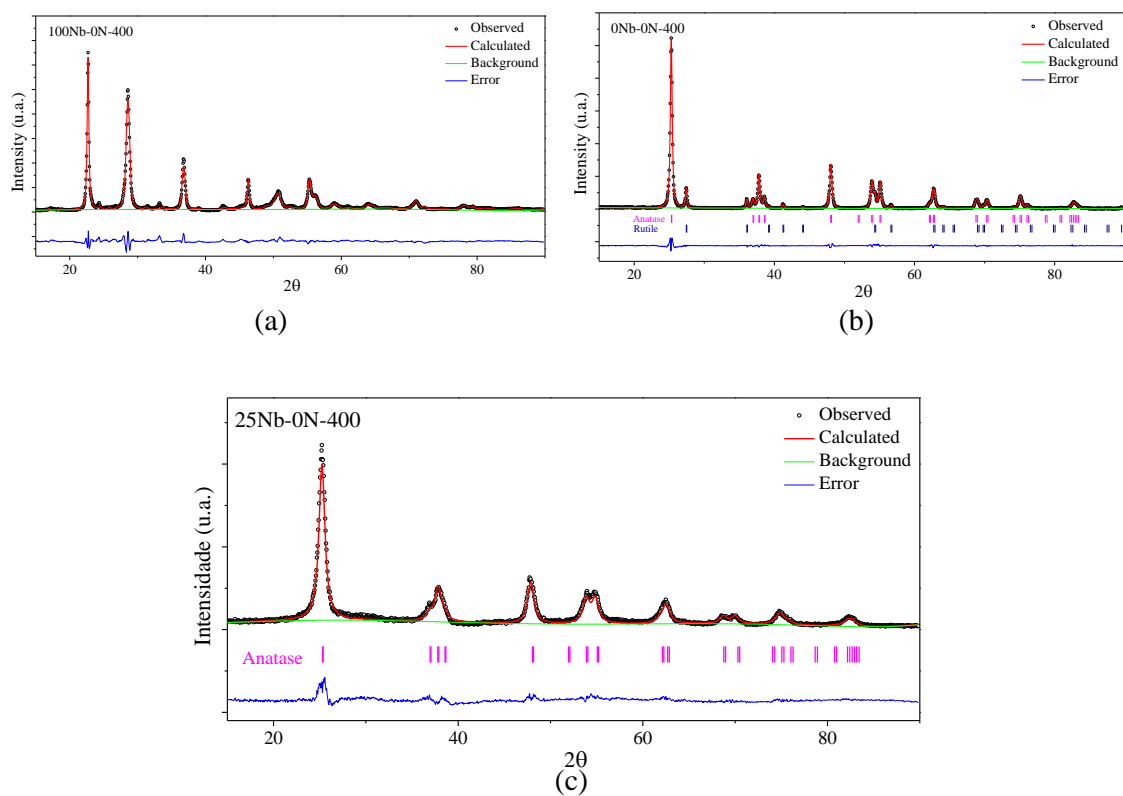 100Nb-0N-400
Observed
Calculated
Background
Error
Intensity (u.a.)
20
40
60
80
2θ
(a)
0Nb-0N-400
Observed
Calculated
Background
Error
Intensity (u.a.)
Anatase
Rutile
20
40
60
80
2θ
(b)
25Nb-0N-400
Observed
Calculated
Background
Error
Intensidade (u.a.)
Anatase
20
40
60
80
2θ
(c)